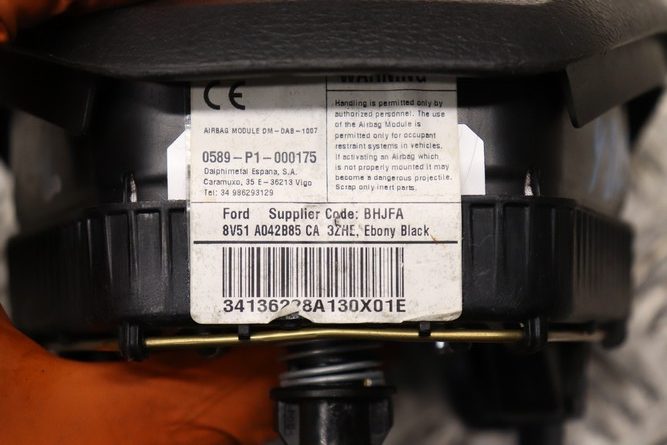 CE
WARNING
AIRBAG MODULE DM-DAB-1007
0589-P1-000175
Dalphimetal Espana, S.A.
Caramuxo, 35 E-36213 Vigo
Tel: 34 986293129
Handling is permitted only by
authorized personnel. The use
of the Airbag Module is
permitted only for occupant
restraint systems in vehicles.
If activating an Airbag which
is not properly mounted it may
become a dangerous projectile.
Scrap only inert parts.
Ford Supplier Code: BHJFA
8V51 A042B85 CA 3ZHE, Ebony Black